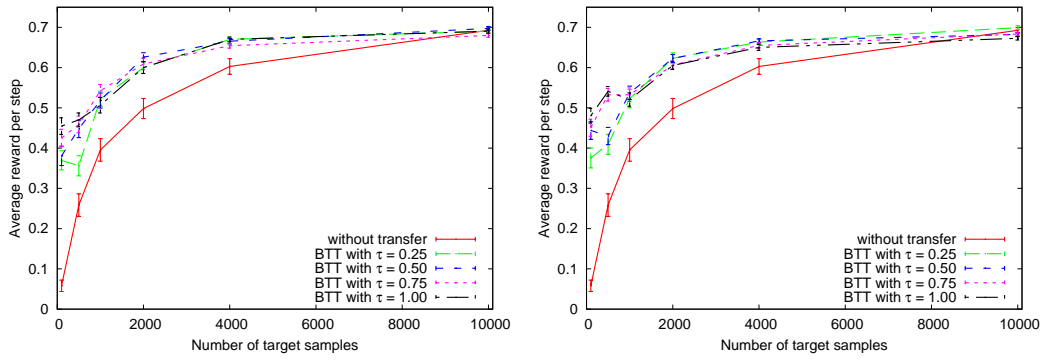 0.7
0.6
0.5
0.4
0.3
0.2
0.1
0
Average reward per step
without transfer
BTT with τ = 0.25
BTT with τ = 0.50
BTT with τ = 0.75
BTT with τ = 1.00
0 2000 4000 6000 8000 10000
Number of target samples
0.7
0.6
0.5
0.4
0.3
0.2
0.1
0
Average reward per step
without transfer
BTT with τ = 0.25
BTT with τ = 0.50
BTT with τ = 0.75
BTT with τ = 1.00
0 2000 4000 6000 8000 10000
Number of target samples